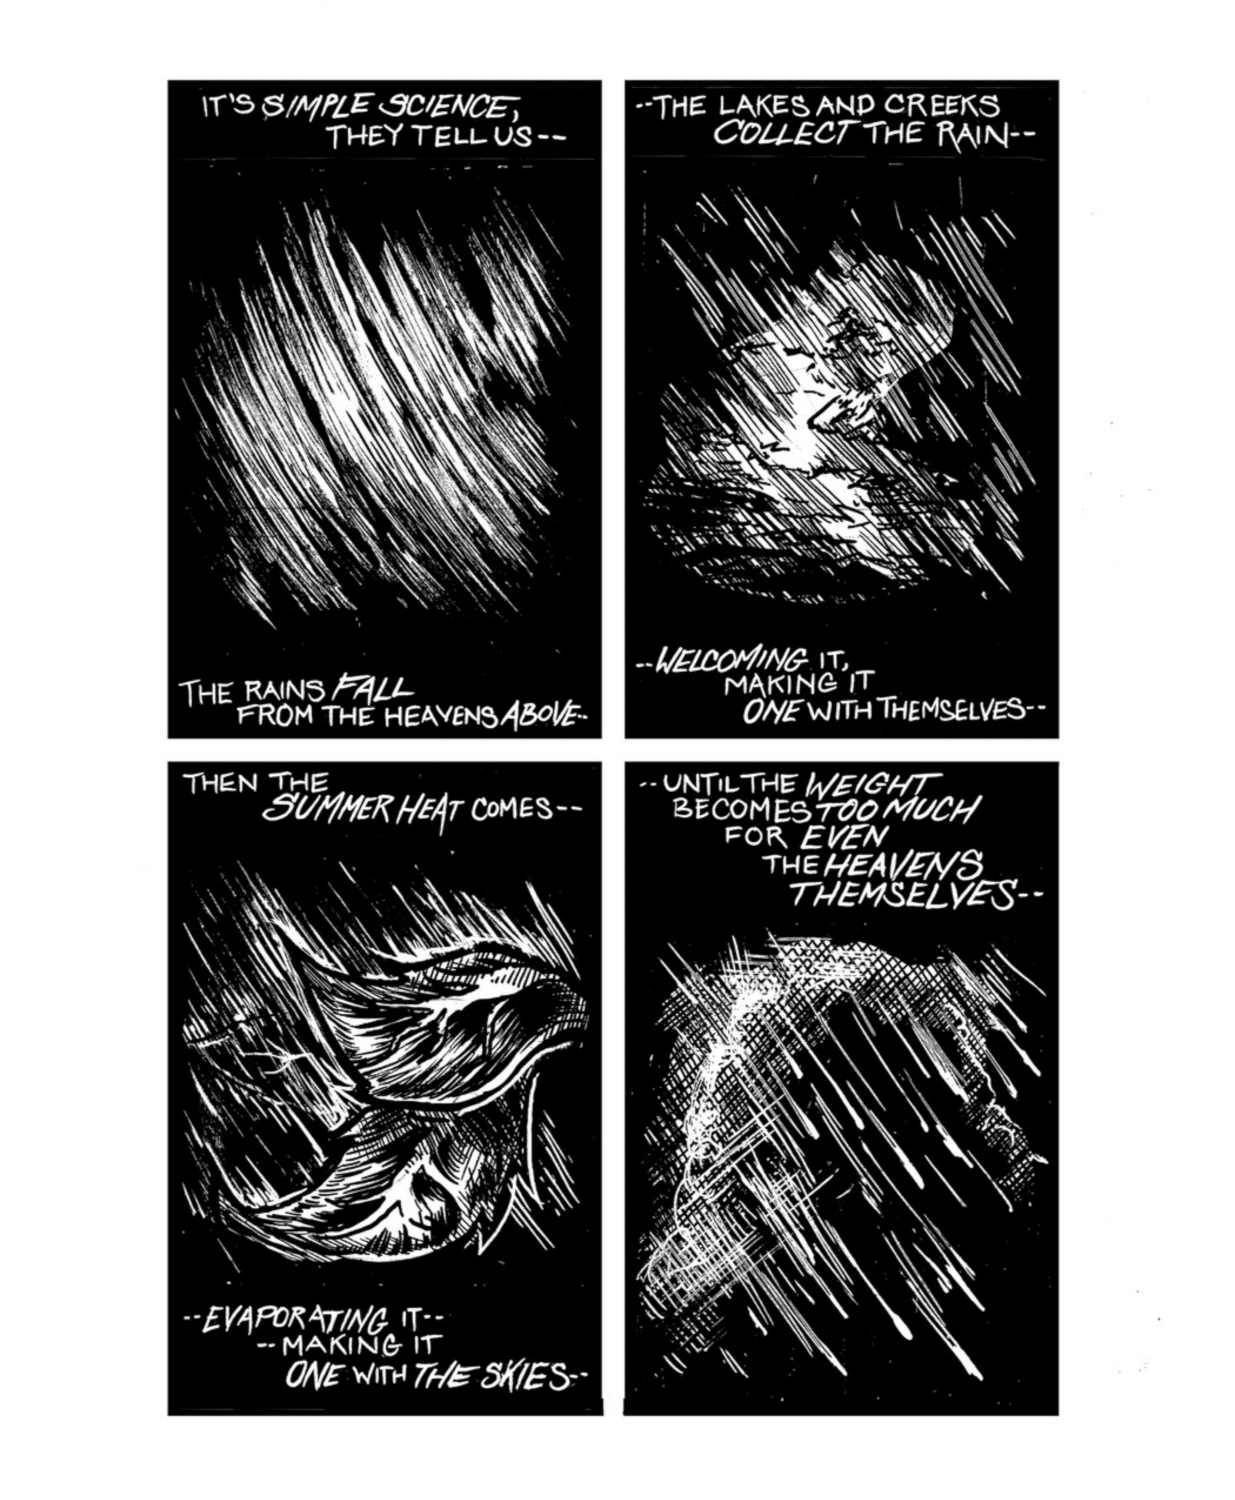 IT'S SIMPLE SCIENCE,
THEY TELL US--
THE RAINS FALL
FROM THE HEAVENS ABOVE--
--THE LAKES AND CREEKS
COLLECT THE RAIN--
--WELCOMING IT,
MAKING IT
ONE WITH THEMSELVES--
THEN THE
SUMMER HEAT COMES--
--EVAPORATING IT--
--MAKING IT
ONE WITH THE SKIES--
--UNTIL THE WEIGHT
BECOMES TOO MUCH
FOR EVEN
THE HEAVENS
THEMSELVES--